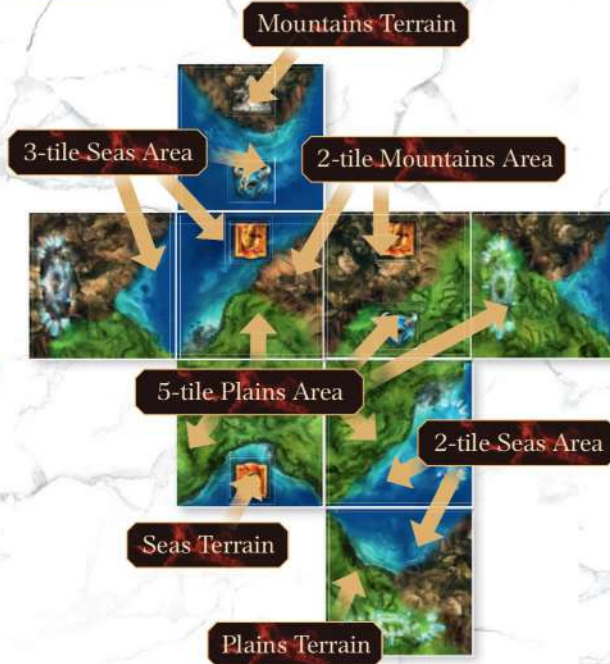 Mountains Terrain
3-tile Seas Area
2-tile Mountains Area
5-tile Plains Area
2-tile Seas Area
Seas Terrain
Plains Terrain